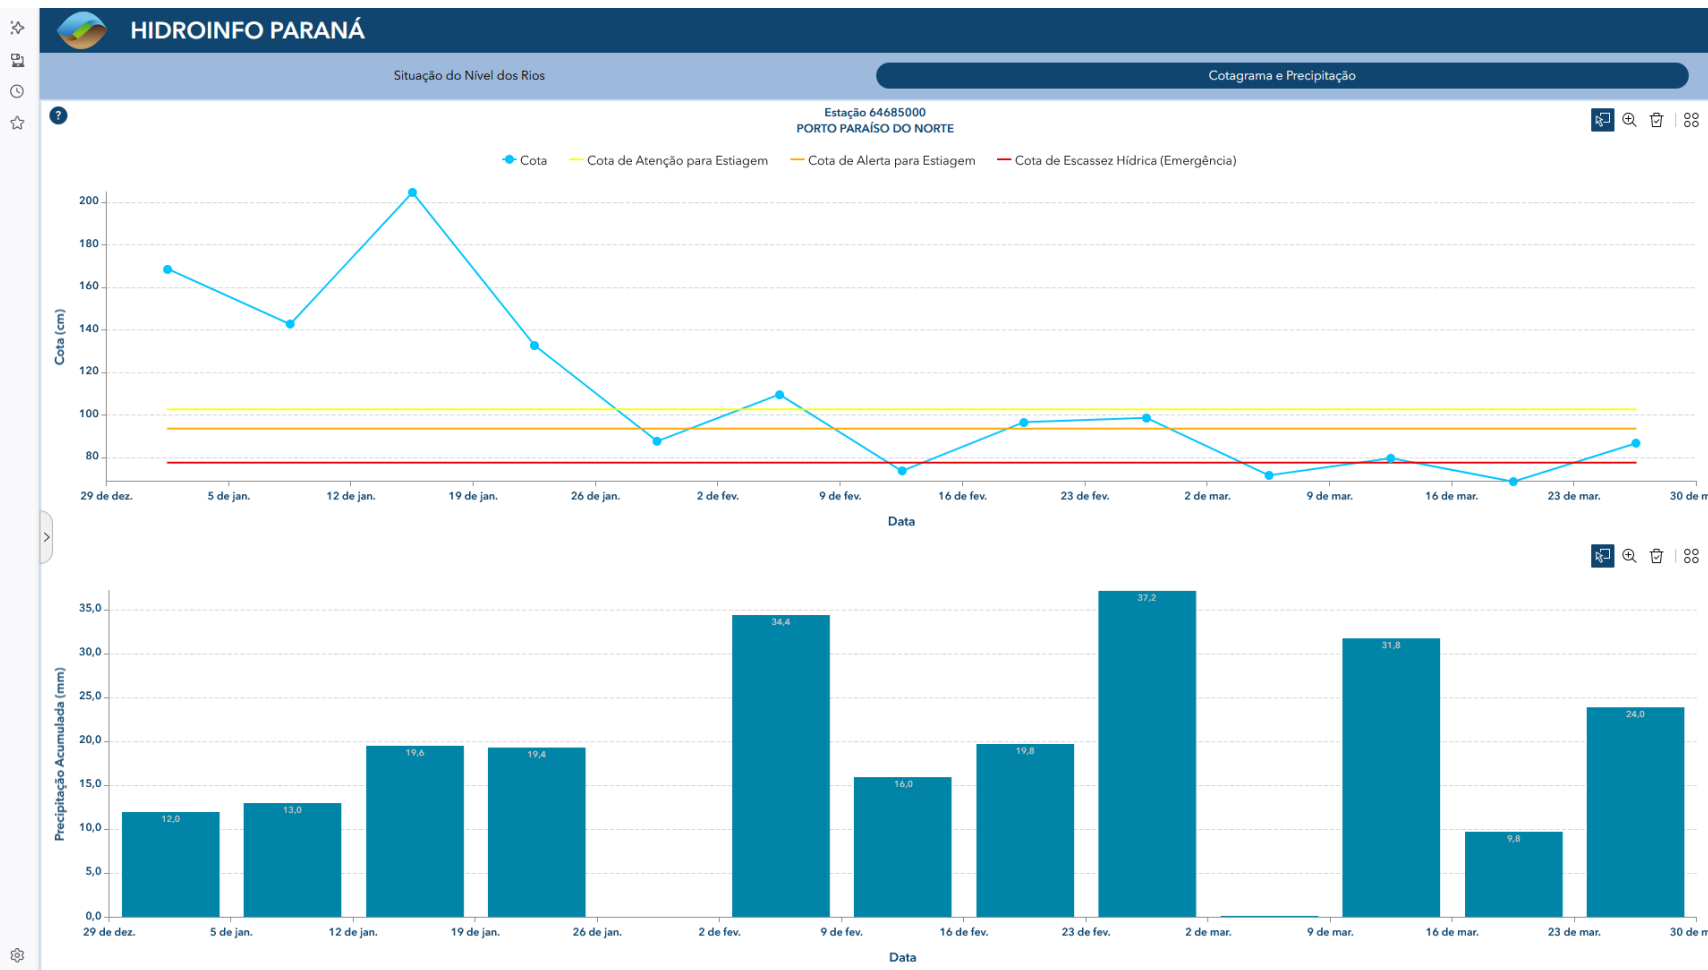 HIDROINFO PARANÁ
Situação do Nível dos Rios
Cotagrama e Precipitação
?
Estação 64685000
PORTO PARAÍSO DO NORTE
Cota
Cota de Atenção para Estiagem
Cota de Alerta para Estiagem
Cota de Escassez Hídrica (Emergência)
Cota (cm)
200
180
160
140
120
100
80
29 de dez.
5 de jan.
12 de jan.
19 de jan.
26 de jan.
2 de fev.
9 de fev.
16 de fev.
23 de fev.
2 de mar.
9 de mar.
16 de mar.
23 de mar.
30 de m
Data
Precipitação Acumulada (mm)
35,0
30,0
25,0
20,0
15,0
10,0
5,0
0,0
12,0
13,0
19,6
19,4
34,4
16,0
19,8
37,2
31,8
9,8
24,0
29 de dez.
5 de jan.
12 de jan.
19 de jan.
26 de jan.
2 de fev.
9 de fev.
16 de fev.
23 de fev.
2 de mar.
9 de mar.
16 de mar.
23 de mar.
30 de m
Data